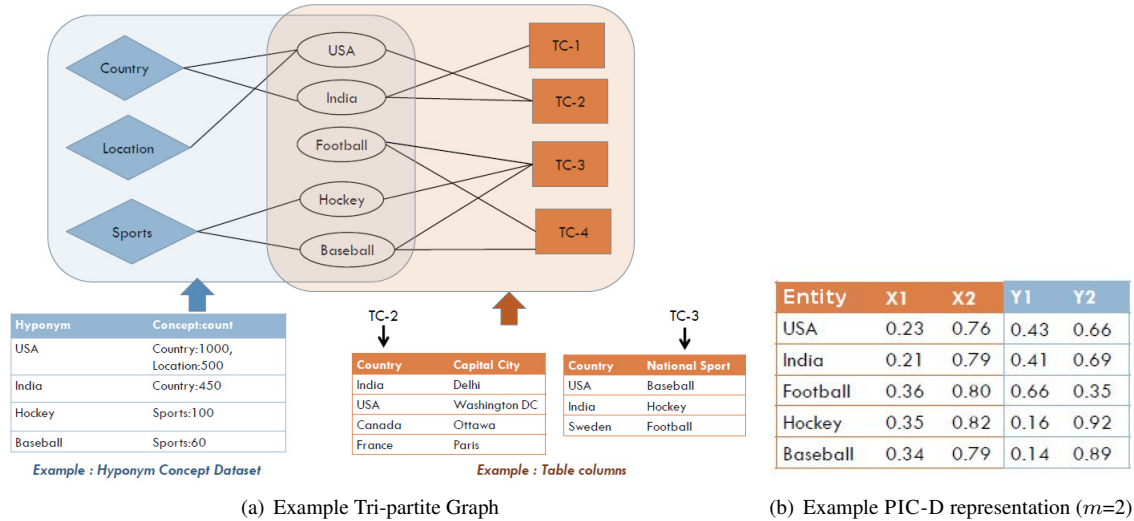 Country
Location
Sports
USA
India
Football
Hockey
Baseball
TC-1
TC-2
TC-3
TC-4
Hyponym Concept:count
USA Country:1000,
Location:500
India Country:450
Hockey Sports:100
Baseball Sports:60
Example : Hyponym Concept Dataset
TC-2
Country Capital City
India Delhi
USA Washington DC
Canada Ottawa
France Paris
TC-3
Country National Sport
USA Baseball
India Hockey
Sweden Football
Example : Table columns
(a) Example Tri-partite Graph
Entity X1 X2 Y1 Y2
USA 0.23 0.76 0.43 0.66
India 0.21 0.79 0.41 0.69
Football 0.36 0.80 0.66 0.35
Hockey 0.35 0.82 0.16 0.92
Baseball 0.34 0.79 0.14 0.89
(b) Example PIC-D representation (m=2)